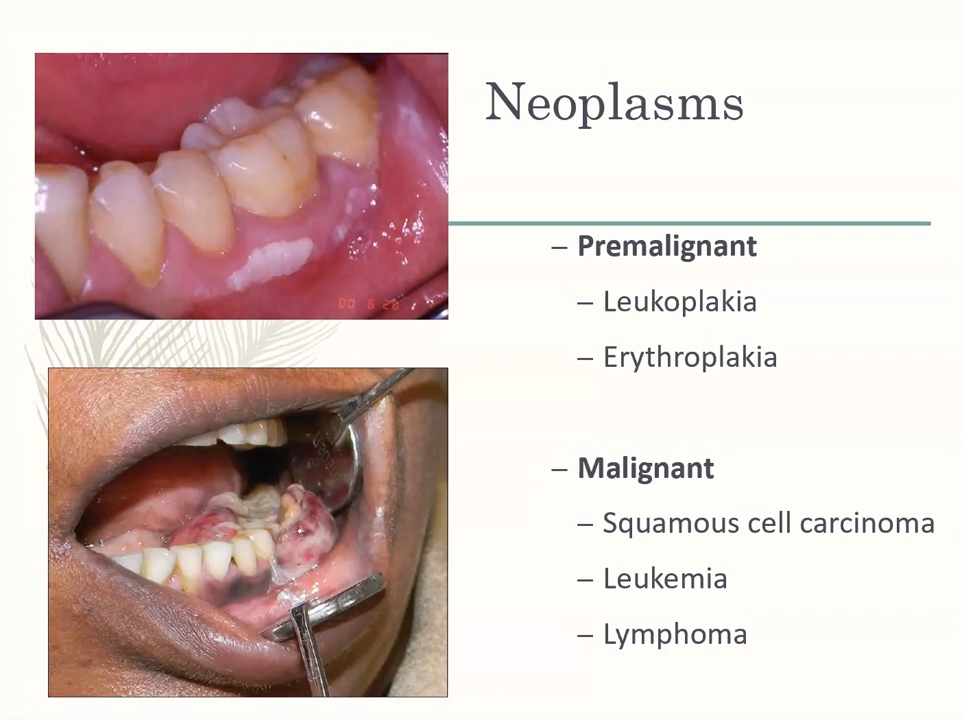 Neoplasms
– Premalignant
– Leukoplakia
– Erythroplakia
– Malignant
– Squamous cell carcinoma
– Leukemia
– Lymphoma